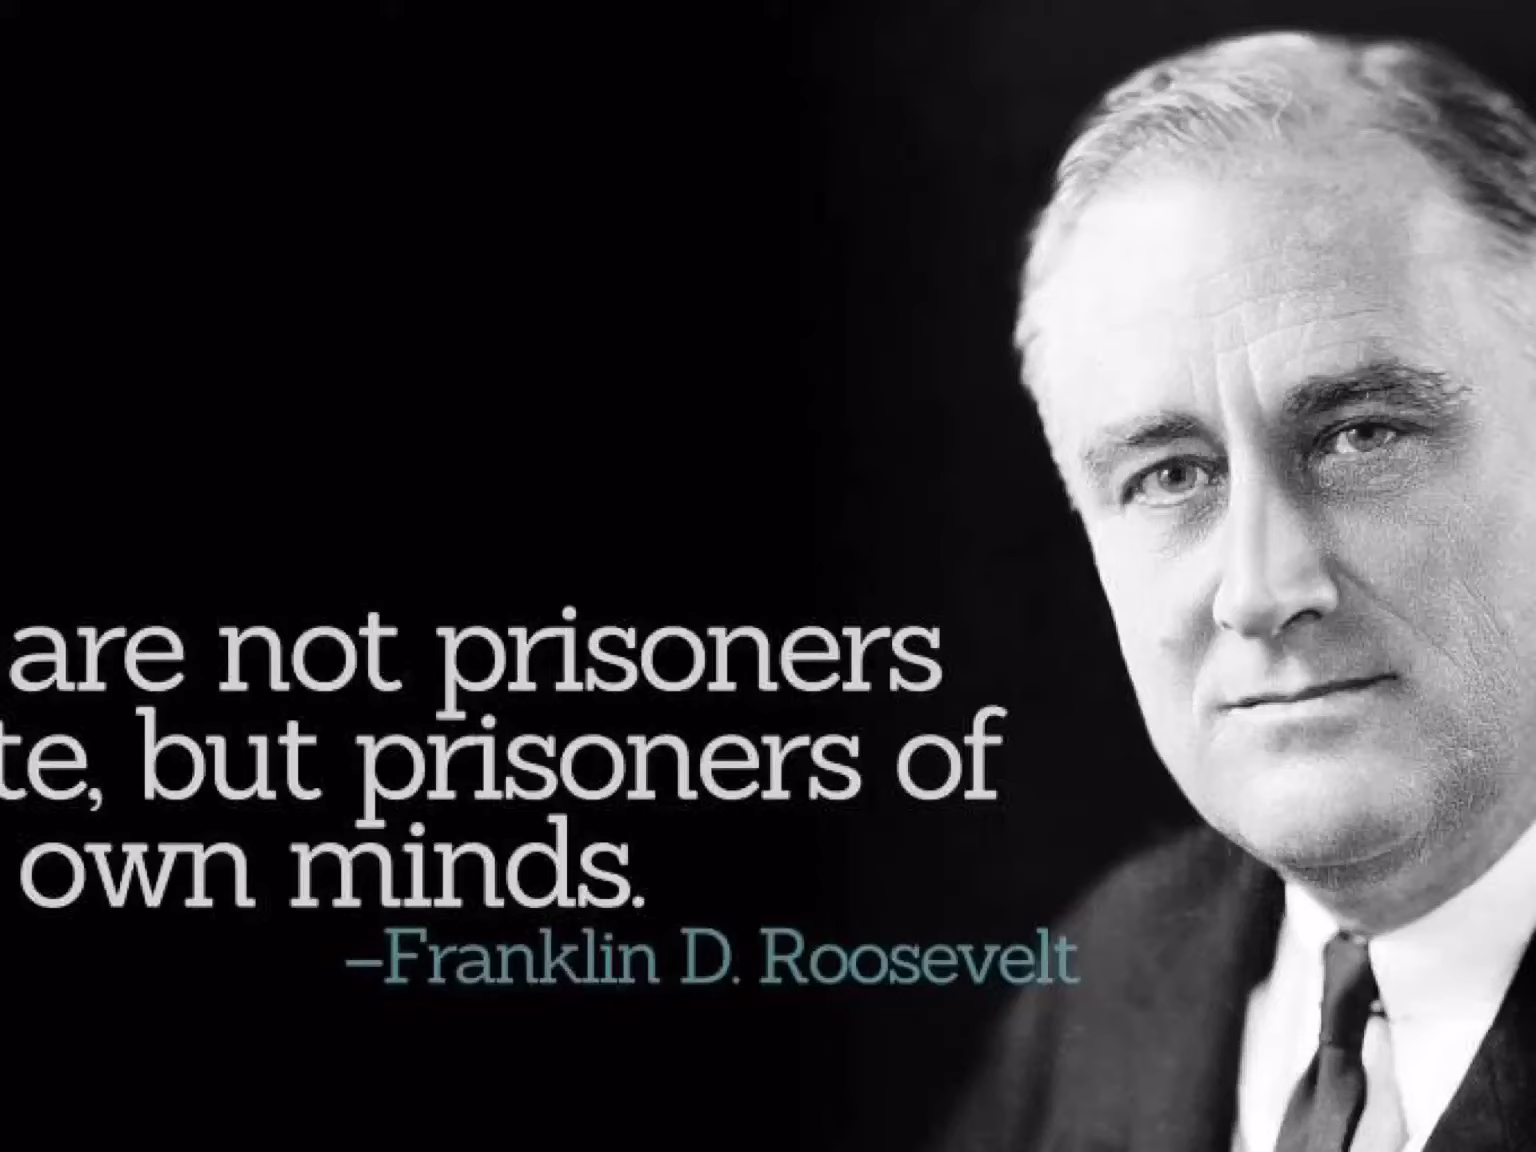 are not prisoners
te, but prisoners of
own minds.
–Franklin D. Roosevelt